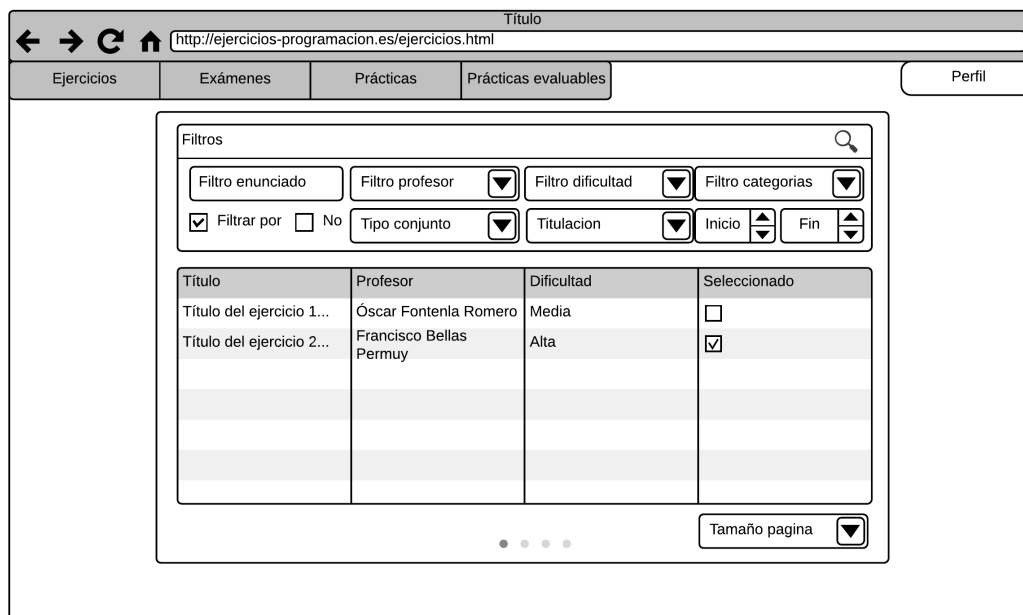 Título
http://ejercicios-programacion.es/ejercicios.html
Ejercicios Exámenes Prácticas Prácticas evaluables Perfil
Filtros
Filtro enunciado Filtro profesor Filtro dificultad Filtro categorias
Filtrar por No Tipo conjunto Titulacion Inicio Fin
Título Profesor Dificultad Seleccionado
Título del ejercicio 1... Óscar Fontenla Romero Media
Título del ejercicio 2... Francisco Bellas Alta
Permuy
Tamaño pagina